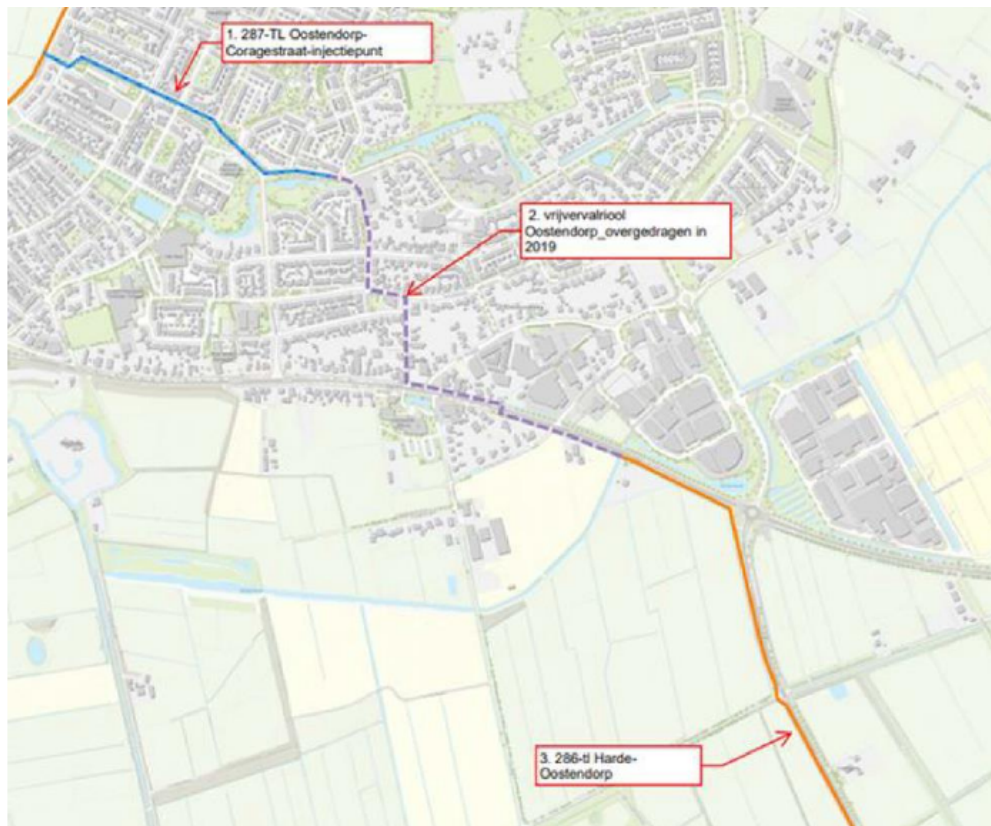 1. 287-TL Oostendorp-
Coragestraat-injectiepunt
2. vrijvervalriool
Oostendorp_overgedragen in
2019
3. 286-tl Harde-
Oostendorp